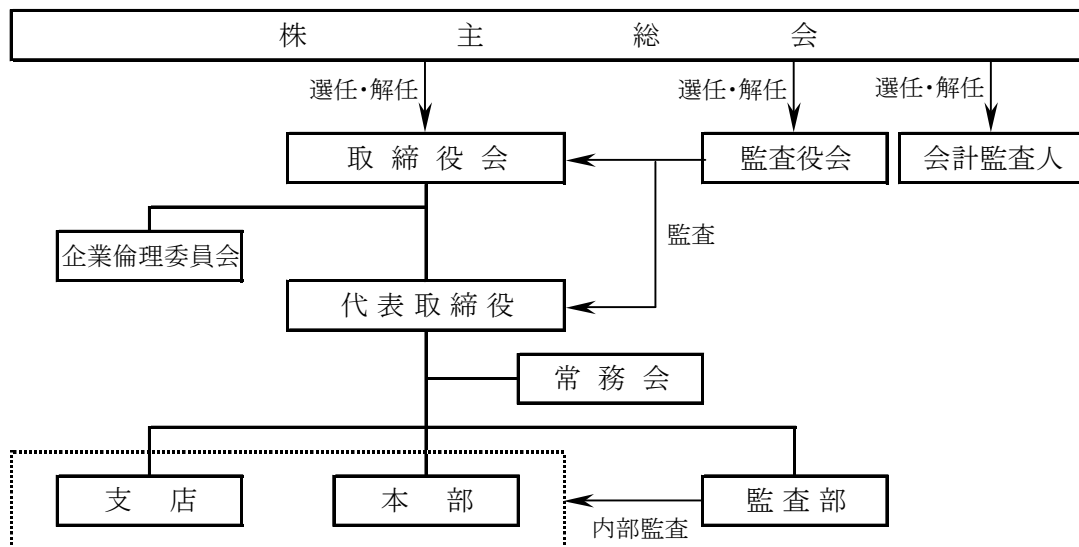 株主総会
選任・解任
選任・解任
選任・解任
取締役会
監査役会
会計監査人
監査
企業倫理委員会
代表取締役
常務会
支店
本部
監査部
内部監査